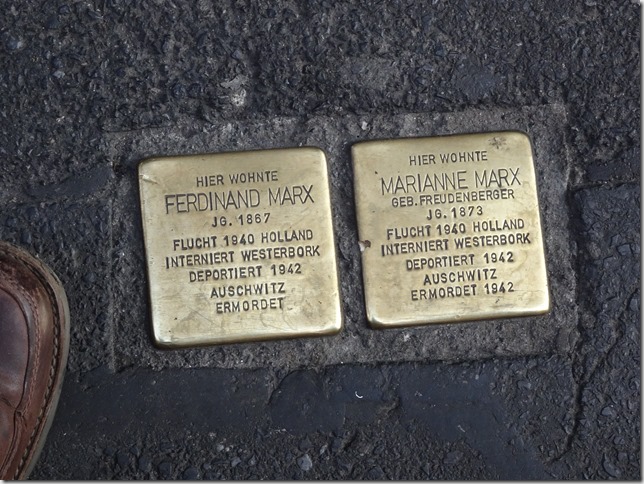 HIER WOHNTE
FERDINAND MARX
JG. 1867
FLUCHT 1940 HOLLAND
INTERNIERT WESTERBORK
DEPORTIERT 1942
AUSCHWITZ
ERMORDET
HIER WOHNTE
MARIANNE MARX
GEB. FREUDENBERGER
JG. 1873
FLUCHT 1940 HOLLAND
INTERNIERT WESTERBORK
DEPORTIERT 1942
AUSCHWITZ
ERMORDET 1942